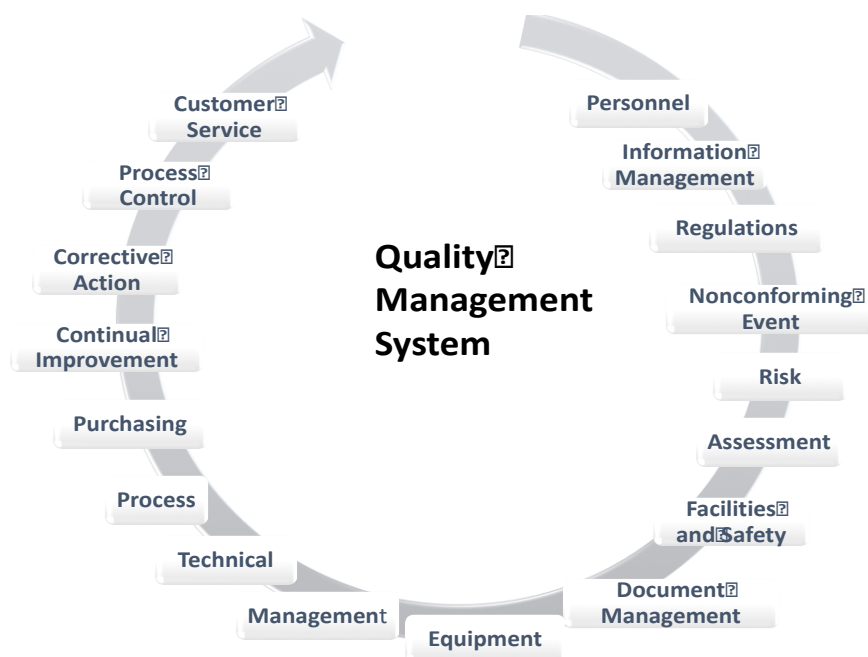 Personnel
Information
Management
Regulations
Nonconforming
Event
Risk
Assessment
Facilities
and Safety
Document
Management
Equipment
Management
Technical
Process
Purchasing
Continual
Improvement
Corrective
Action
Process
Control
Customer
Service
Quality
Management
System